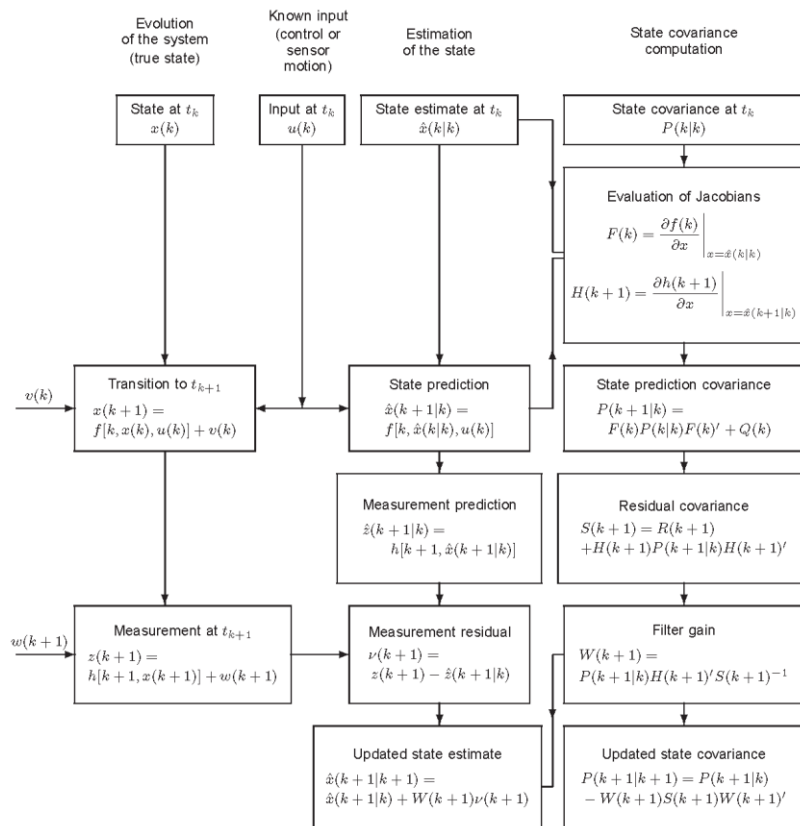 Evolution
of the system
(true state)
Known input
(control or
sensor
motion)
Estimation
of the state
State covariance
computation
State at t_k
x(k)
Input at t_k
u(k)
State estimate at t_k
x̂(k|k)
State covariance at t_k
P(k|k)
Evaluation of Jacobians
F(k) = ∂f(k)/∂x |_{x=x̂(k|k)}
H(k+1) = ∂h(k+1)/∂x |_{x=x̂(k+1|k)}
v(k)
Transition to t_{k+1}
x(k+1) =
f[k, x(k), u(k)] + v(k)
State prediction
x̂(k+1|k) =
f[k, x̂(k|k), u(k)]
State prediction covariance
P(k+1|k) =
F(k)P(k|k)F(k)′ + Q(k)
Measurement prediction
ẑ(k+1|k) =
h[k+1, x̂(k+1|k)]
Residual covariance
S(k+1) = R(k+1)
+H(k+1)P(k+1|k)H(k+1)′
w(k+1)
Measurement at t_{k+1}
z(k+1) =
h[k+1, x(k+1)] + w(k+1)
Measurement residual
ν(k+1) =
z(k+1) − ẑ(k+1|k)
Filter gain
W(k+1) =
P(k+1|k)H(k+1)′S(k+1)⁻¹
Updated state estimate
x̂(k+1|k+1) =
x̂(k+1|k) + W(k+1)ν(k+1)
Updated state covariance
P(k+1|k+1) = P(k+1|k)
− W(k+1)S(k+1)W(k+1)′